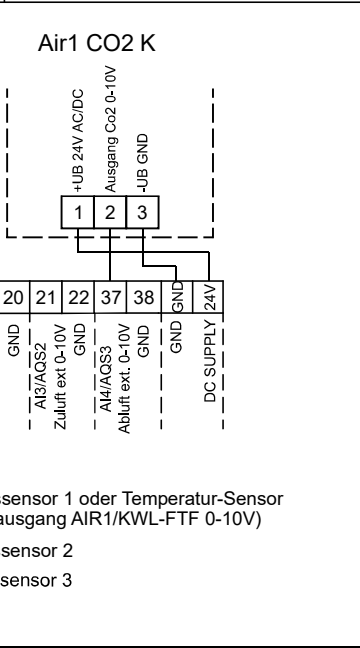 Air1 CO2 K
+UB 24V AC/DC
Ausgang Co2 0-10V
-UB GND
1 2 3
20 21 22 37 38 GND 24V
GND
AI3/AQS2
Zuluft ext 0-10V
GND
AI4/AQS3
Abluft ext. 0-10V
GND
GND
DC SUPPLY
ssensor 1 oder Temperatur-Sensor
ausgang AIR1/KWL-FTF 0-10V)
ssensor 2
sensor 3